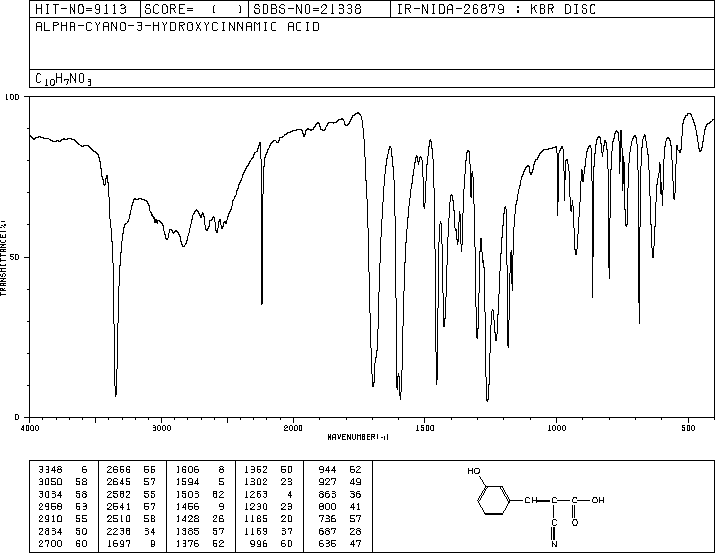 HIT-NO=9113 SCORE= ( ) SDBS-NO=21338 IR-NIDA-26879 : KBR DISC
ALPHA-CYANO-3-HYDROXYCINNAMIC ACID
C10H7NO3
100
TRANSMITTANCE(%)
50
0
4000 3000 2000 1500 1000 500
WAVENUMBER(-1)
3348 6 2666 56 1606 8 1362 50 944 62
3050 58 2645 57 1594 5 1302 23 927 49
3034 58 2582 55 1503 62 1263 4 863 36
2958 53 2541 57 1456 9 1230 23 800 41
2910 55 2510 58 1428 26 1185 20 736 57
2834 50 2238 34 1385 57 1169 37 687 28
2700 60 1697 9 1376 52 996 60 636 47
HO
CH C C OH
C O
N